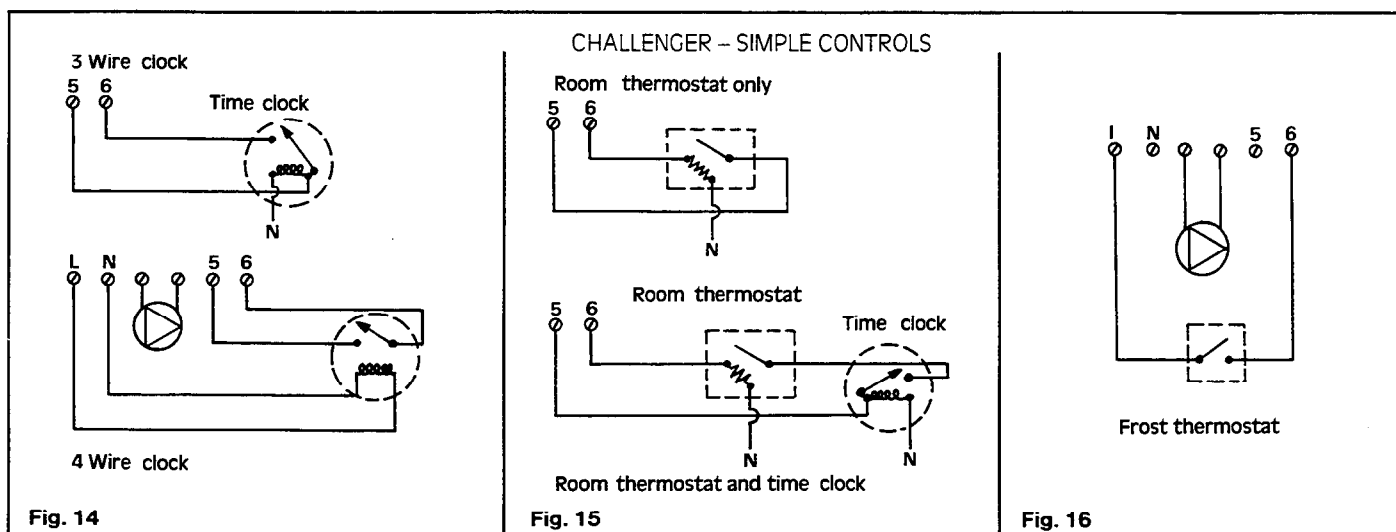 CHALLENGER – SIMPLE CONTROLS
3 Wire clock
5 6
Time clock
N
L N 5 6
4 Wire clock
Fig. 14
Room thermostat only
5 6
N
Room thermostat
5 6
Time clock
N N
Room thermostat and time clock
Fig. 15
I N 5 6
Frost thermostat
Fig. 16